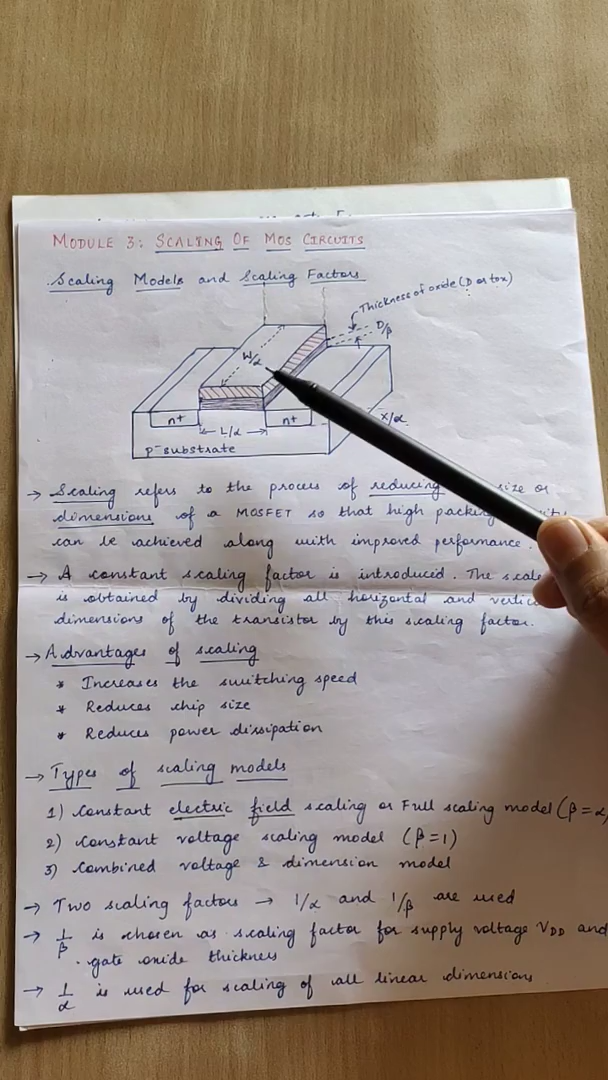 MODULE 3: SCALING OF MOS CIRCUITS
Scaling Models and Scaling Factors
Thickness of oxide (D or tox)
D/β
W/α
n+
L/α
n+
X/α
p- substrate
→ Scaling refers to the process of reducing size or
dimensions of a MOSFET so that high packing
can be achieved along with improved performance.
→ A constant scaling factor is introduced. The
is obtained by dividing all horizontal and
dimensions of the transistor by this scaling factor.
→ Advantages of scaling
* Increases the switching speed
* Reduces chip size
* Reduces power dissipation
→ Types of scaling models
1) Constant electric field scaling or Full scaling model (β = α)
2) Constant voltage scaling model (β = 1)
3) Combined voltage & dimension model
→ Two scaling factors → 1/α and 1/β are used
→ 1/β is chosen as scaling factor for supply voltage VDD and
gate oxide thickness
→ 1/α is used for scaling of all linear dimensions